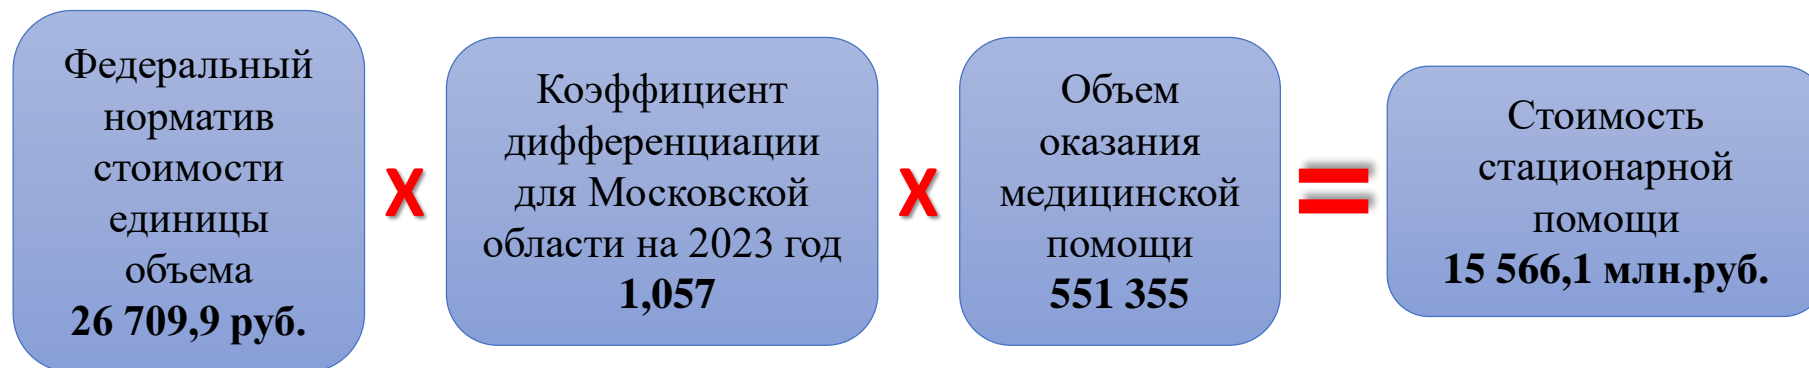 Федеральный
норматив
стоимости
единицы
объема
26 709,9 руб.
х
Коэффициент
дифференциации
для Московской
области на 2023 год
1,057
х
Объем
оказания
медицинской
помощи
551 355
=
Стоимость
стационарной
помощи
15 566,1 млн.руб.